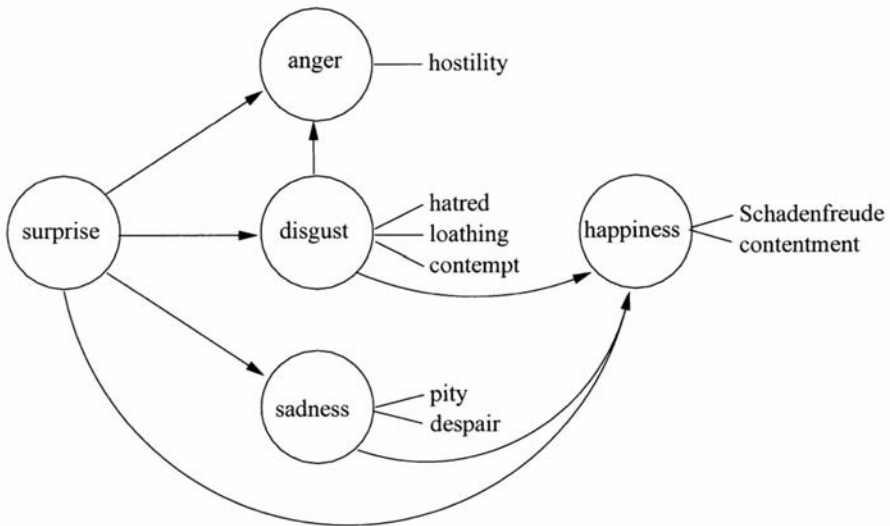 anger
hostility
surprise
disgust
hatred
loathing
contempt
happiness
Schadenfreude
contentment
sadness
pity
despair